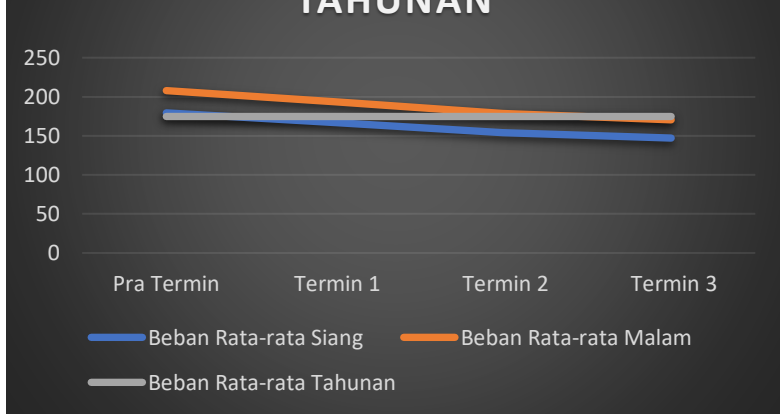 TAHUNAN
250
200
150
100
50
0
Pra Termin Termin 1 Termin 2 Termin 3
Beban Rata-rata Siang Beban Rata-rata Malam
Beban Rata-rata Tahunan